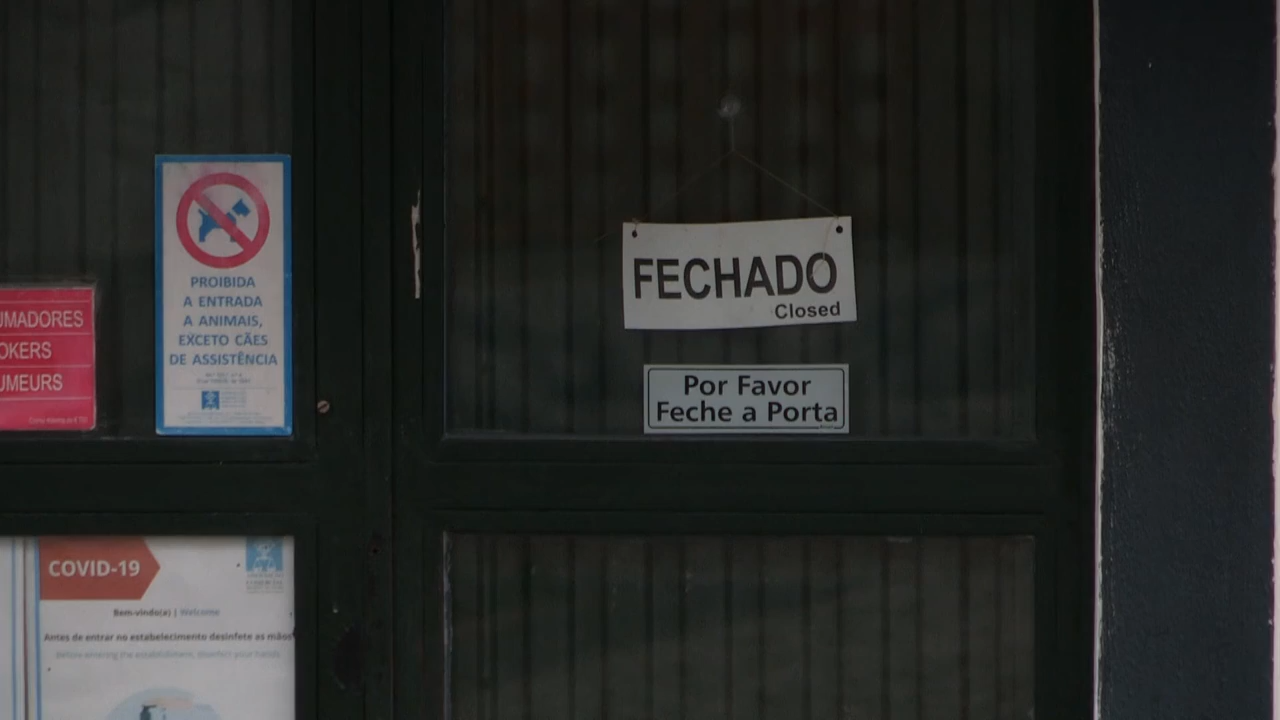 UMADORES
OKERS
UMEURS
PROIBIDA
A ENTRADA
A ANIMAIS,
EXCETO CÃES
DE ASSISTÊNCIA
FECHADO
Closed
Por Favor
Feche a Porta
COVID-19
Bem-vindo(a) | Welcome
Antes de entrar no estabelecimento desinfete as mãos
Before entering the establishment, disinfect your hands